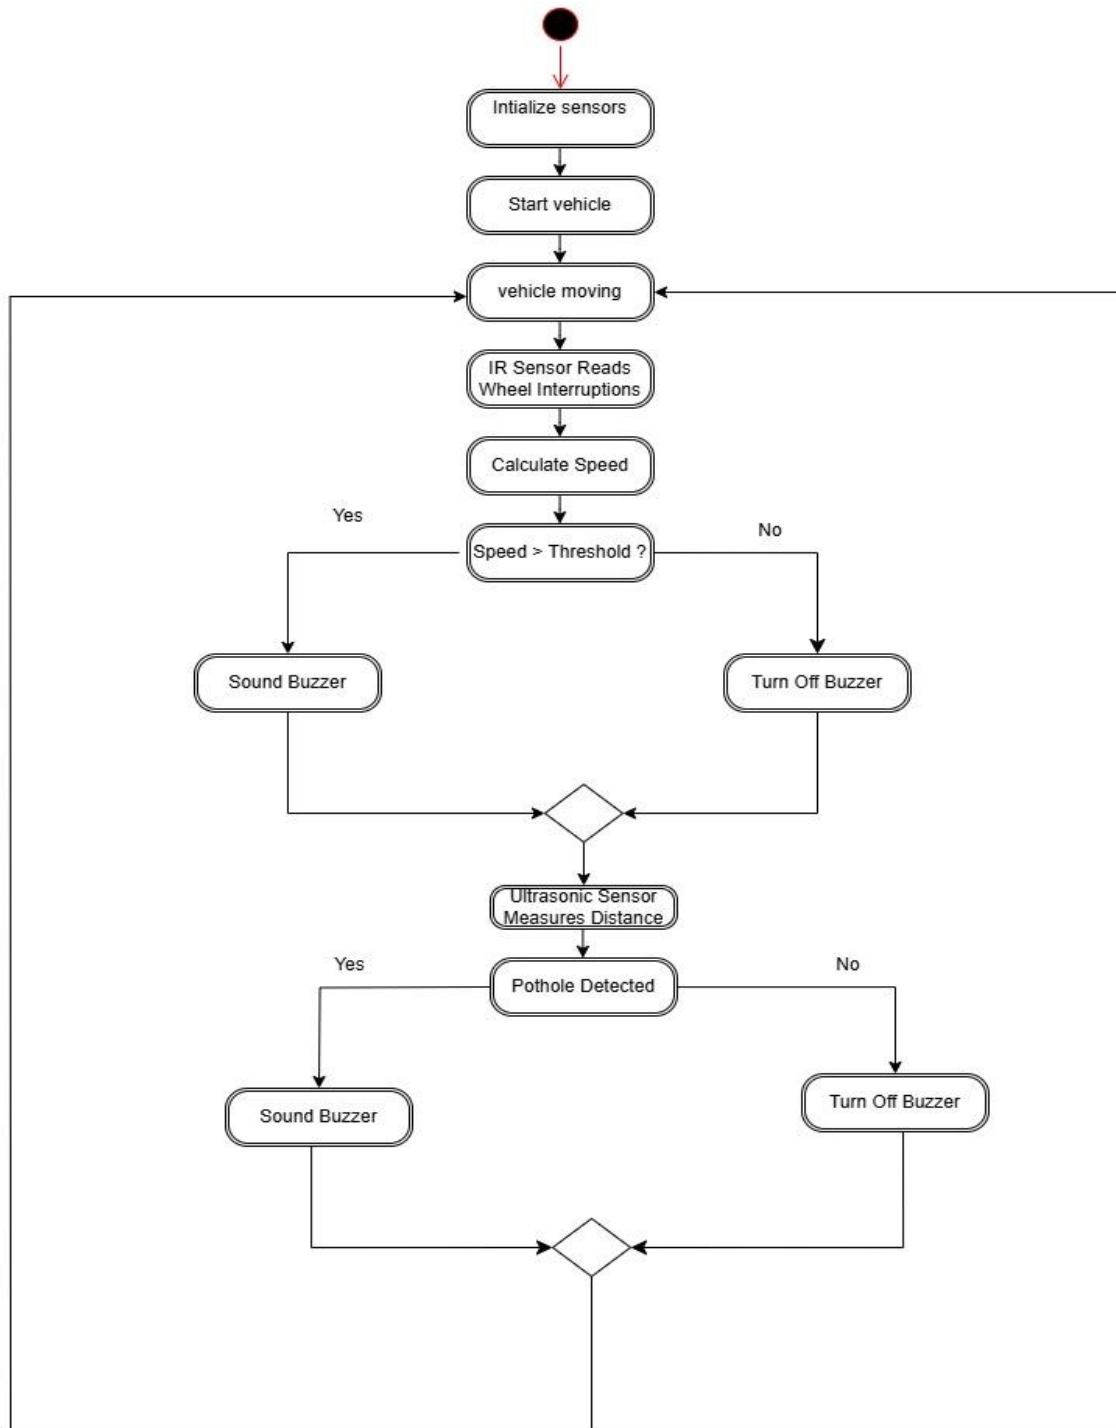 Intialize sensors
Start vehicle
vehicle moving
IR Sensor Reads
Wheel Interruptions
Calculate Speed
Yes
No
Speed > Threshold ?
Sound Buzzer
Turn Off Buzzer
Ultrasonic Sensor
Measures Distance
Yes
No
Pothole Detected
Sound Buzzer
Turn Off Buzzer